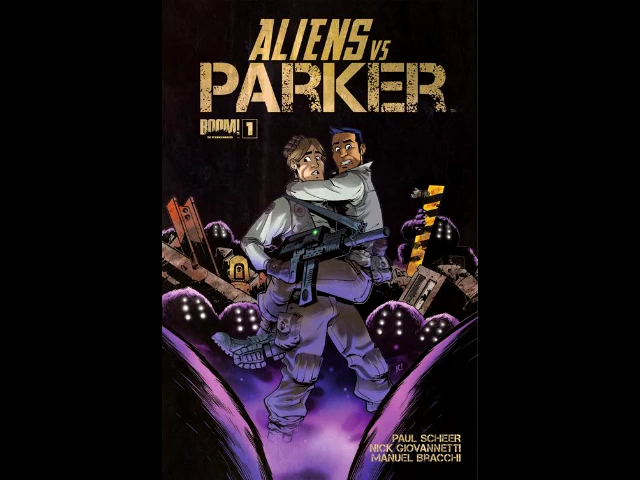 ALIENS VS
PARKER
BOOM! 1
PAUL SCHEER
NICK GIOVANNETTI
MANUEL BRACCHI